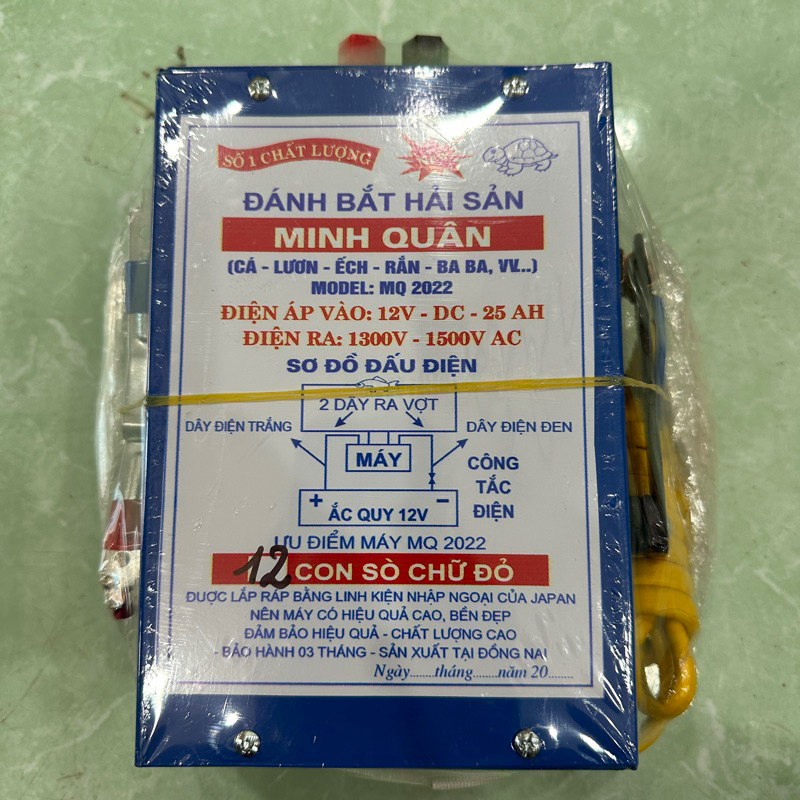 SỐ 1 CHẤT LƯỢNG
ĐÁNH BẮT HẢI SẢN
MINH QUÂN
(CÁ - LƯƠN - ẾCH - RẮN - BA BA, VV...)
MODEL: MQ 2022
ĐIỆN ÁP VÀO: 12V - DC - 25 AH
ĐIỆN RA: 1300V - 1500V AC
SƠ ĐỒ ĐẤU ĐIỆN
2 DÂY RA VỢT
DÂY ĐIỆN TRẮNG
DÂY ĐIỆN ĐEN
MÁY
CÔNG
TẮC
ĐIỆN
+ ẮC QUY 12V −
ƯU ĐIỂM MÁY MQ 2022
12 CON SÒ CHỮ ĐỎ
ĐUỢC LẮP RÁP BẰNG LINH KIỆN NHẬP NGOẠI CỦA JAPAN
NÊN MÁY CÓ HIỆU QUẢ CAO, BỀN ĐẸP
ĐẢM BẢO HIỆU QUẢ - CHẤT LƯỢNG CAO
- BẢO HÀNH 03 THÁNG - SẢN XUẤT TẠI ĐỒNG NAI
Ngày.......tháng.......năm 20.......